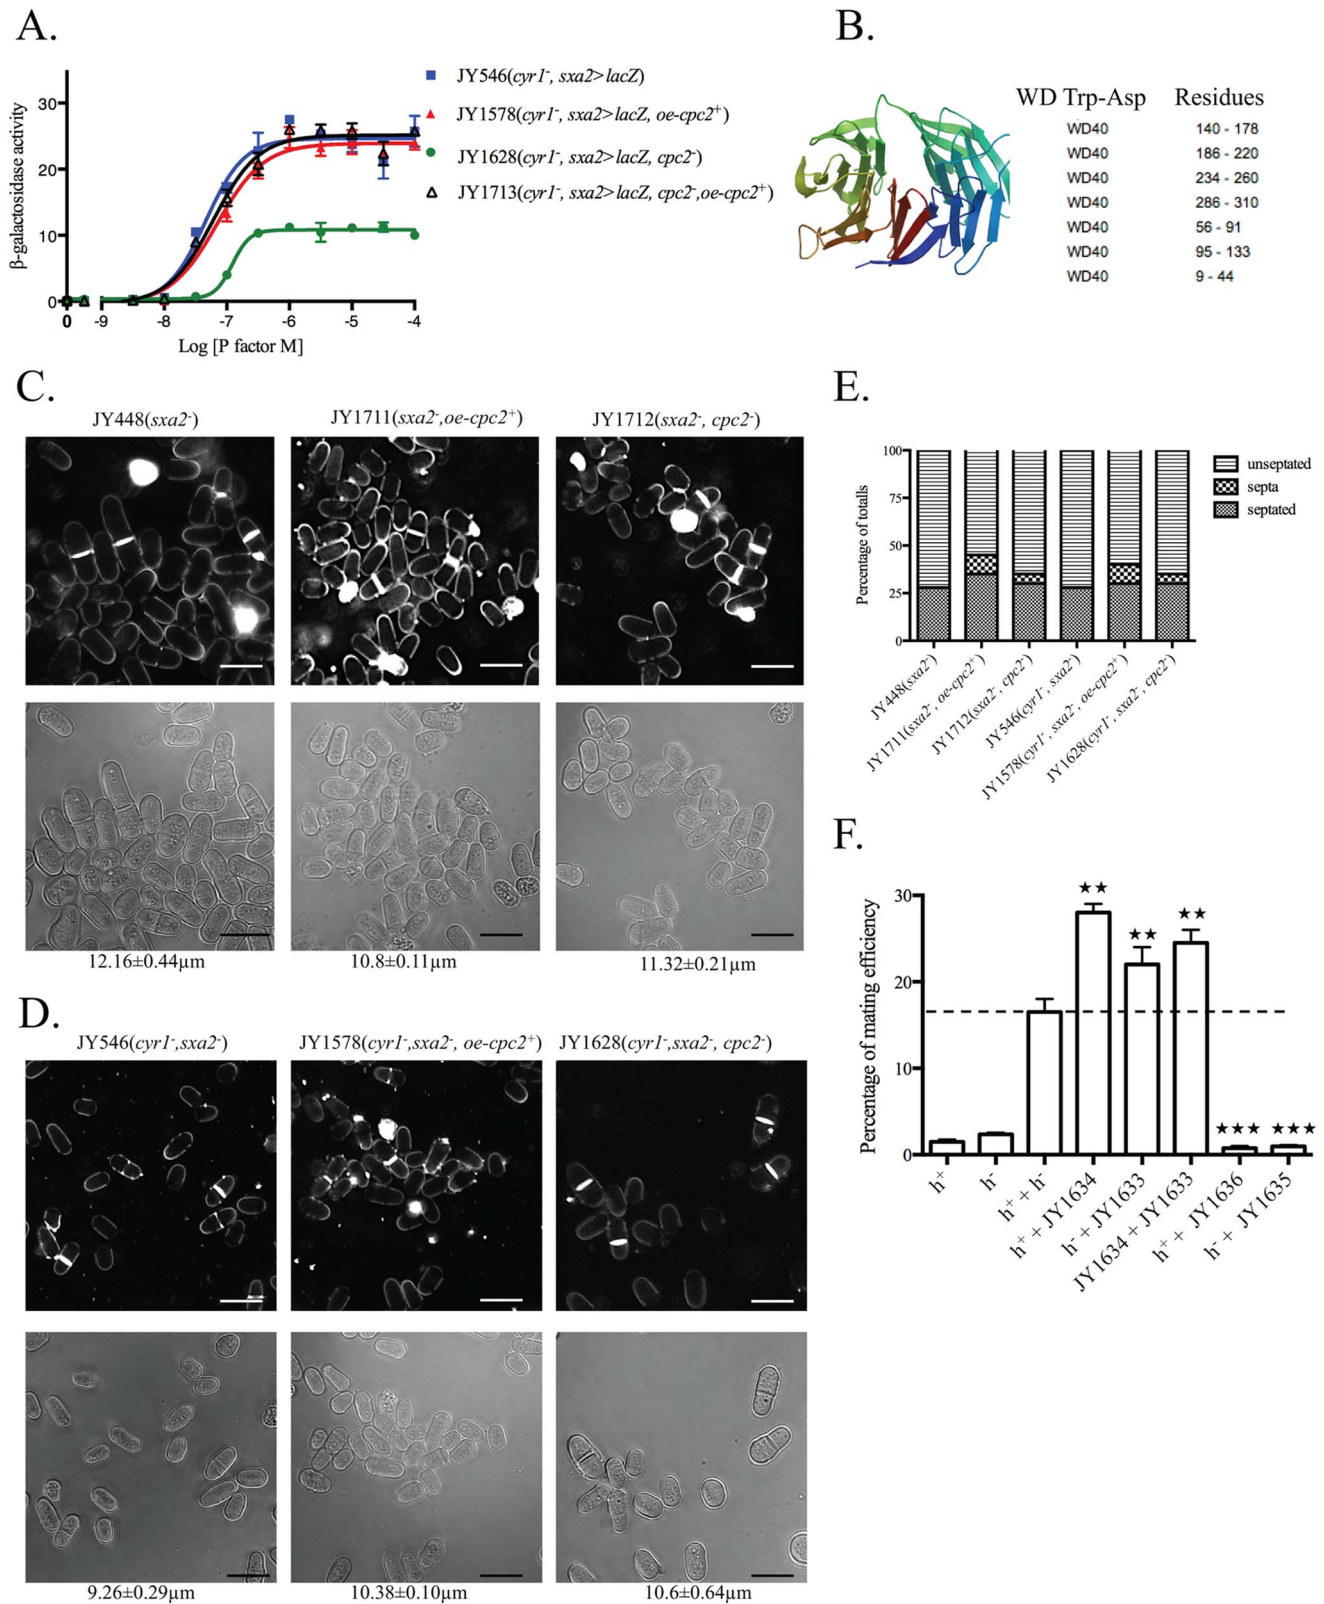 A.
β-galactosidase activity
30
20
10
0
0 -9 -8 -7 -6 -5 -4
Log [P factor M]
JY546(cyr1-, sxa2>lacZ)
JY1578(cyr1-, sxa2>lacZ, oe-cpc2+)
JY1628(cyr1-, sxa2>lacZ, cpc2-)
JY1713(cyr1-, sxa2>lacZ, cpc2-,oe-cpc2+)
B.
WD Trp-Asp Residues
WD40 140 - 178
WD40 186 - 220
WD40 234 - 260
WD40 286 - 310
WD40 56 - 91
WD40 95 - 133
WD40 9 - 44
C.
JY448(sxa2-) JY1711(sxa2-,oe-cpc2+) JY1712(sxa2-, cpc2-)
12.16±0.44µm 10.8±0.11µm 11.32±0.21µm
D.
JY546(cyr1-,sxa2-) JY1578(cyr1-,sxa2-, oe-cpc2+) JY1628(cyr1-,sxa2-, cpc2-)
9.26±0.29µm 10.38±0.10µm 10.6±0.64µm
E.
Percentage of totalls
100
75
50
25
0
unseptated
septa
septated
JY448(sxa2-)
JY1711(sxa2-, oe-cpc2+)
JY1712(sxa2-, cpc2-)
JY546(cyr1-, sxa2-)
JY1578(cyr1-, sxa2-, oe-cpc2+)
JY1628(cyr1-, sxa2-, cpc2-)
F.
Percentage of mating efficiency
30
20
10
0
★★
★★
★★
★★★ ★★★
h+
h-
h+ + h-
h+ + JY1634
h- + JY1633
JY1634 + JY1633
h+ + JY1636
h- + JY1635